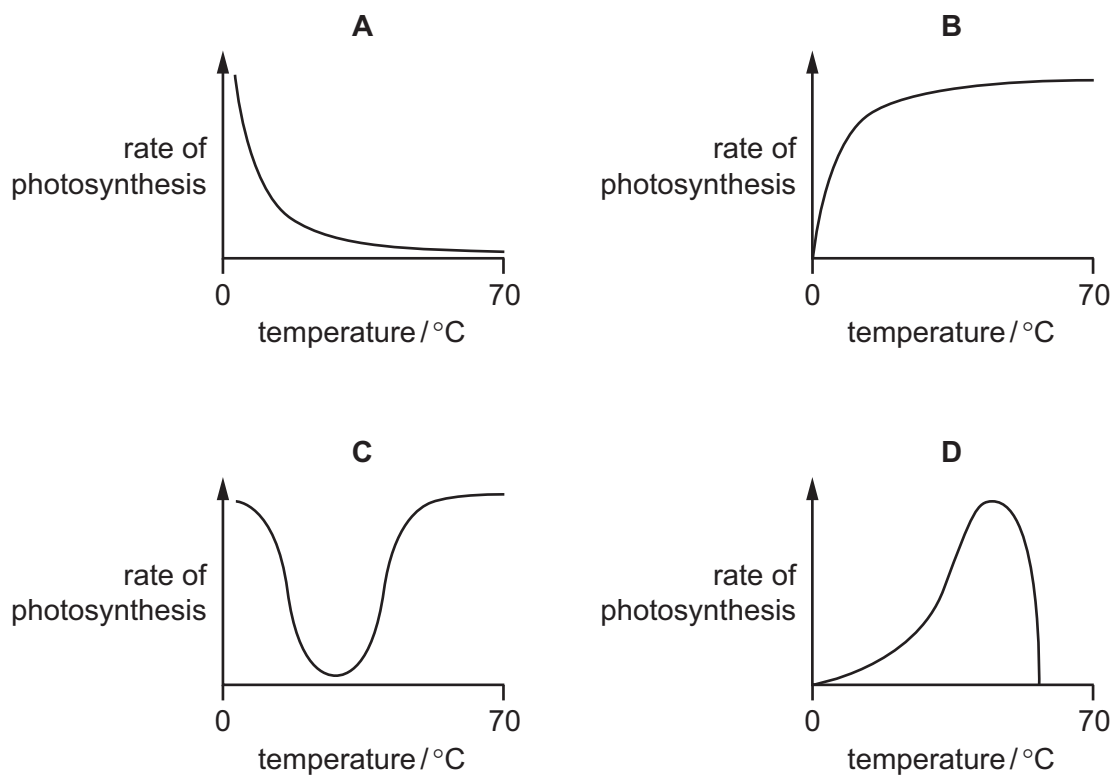 A
rate of
photosynthesis
0
70
temperature / °C
B
rate of
photosynthesis
0
70
temperature / °C
C
rate of
photosynthesis
0
70
temperature / °C
D
rate of
photosynthesis
0
70
temperature / °C